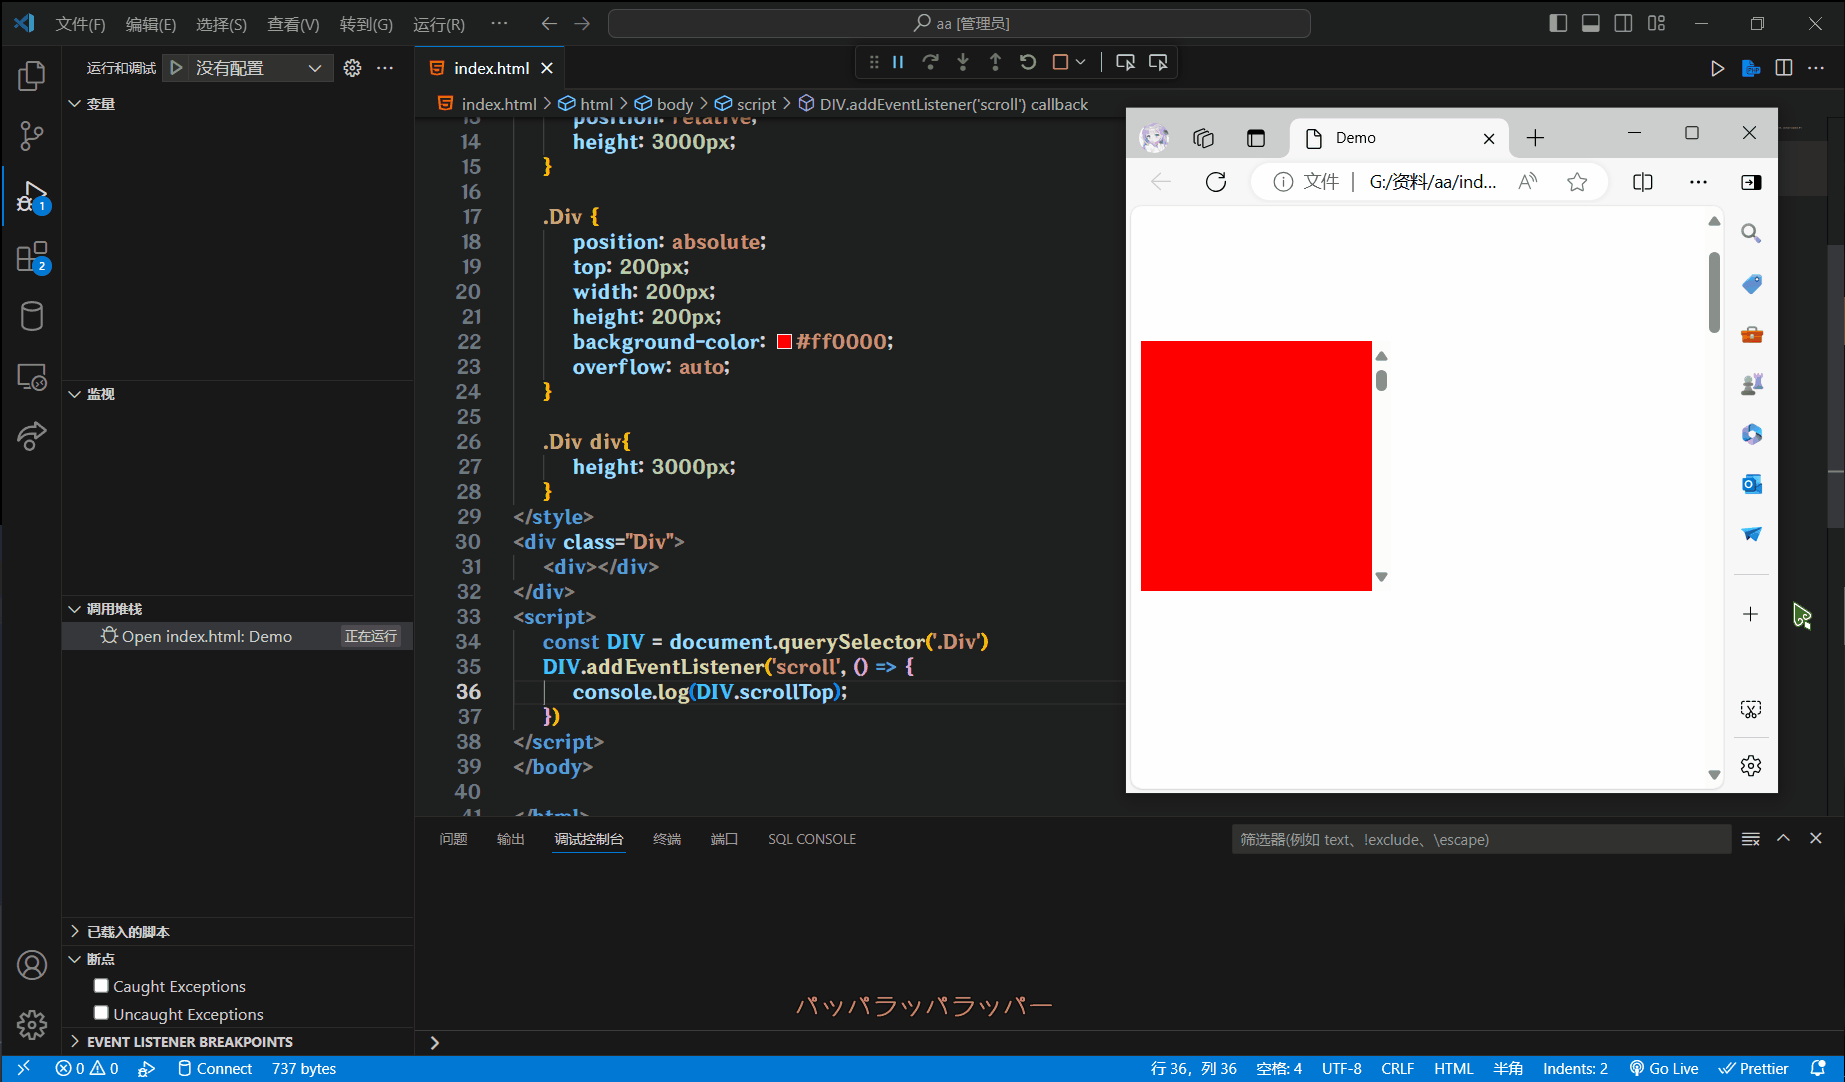 文件(F) 编辑(E) 选择(S) 查看(V) 转到(G) 运行(R) ··· aa [管理员]
运行和调试 没有配置 ···
index.html
index.html > html > body > script > DIV.addEventListener('scroll') callback
变量
监视
调用堆栈
Open index.html: Demo 正在运行
已载入的脚本
断点
Caught Exceptions
Uncaught Exceptions
EVENT LISTENER BREAKPOINTS
13 position: relative;
14 height: 3000px;
15 }
16
17 .Div {
18 position: absolute;
19 top: 200px;
20 width: 200px;
21 height: 200px;
22 background-color: #ff0000;
23 overflow: auto;
24 }
25
26 .Div div{
27 height: 3000px;
28 }
29 </style>
30 <div class="Div">
31 <div></div>
32 </div>
33 <script>
34 const DIV = document.querySelector('.Div')
35 DIV.addEventListener('scroll', () => {
36 console.log(DIV.scrollTop);
37 })
38 </script>
39 </body>
40
41 </html>
Demo
文件 | G:/资料/aa/ind...
问题 输出 调试控制台 终端 端口 SQL CONSOLE
筛选器(例如 text、!exclude、\escape)
パッパラッパラッパー
0 0 Connect 737 bytes 行 36，列 36 空格: 4 UTF-8 CRLF HTML 半角 Indents: 2 Go Live Prettier